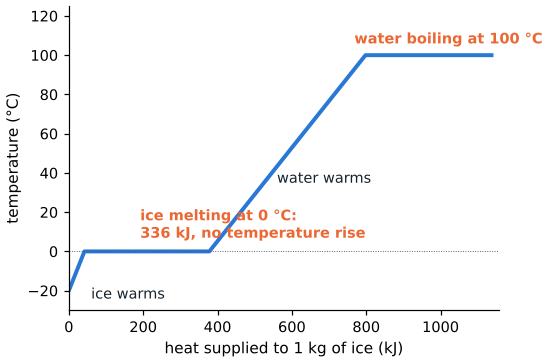 120
100
80
60
40
20
0
−20
temperature (°C)
water boiling at 100 °C
water warms
ice melting at 0 °C:
336 kJ, no temperature rise
ice warms
0 200 400 600 800 1000
heat supplied to 1 kg of ice (kJ)